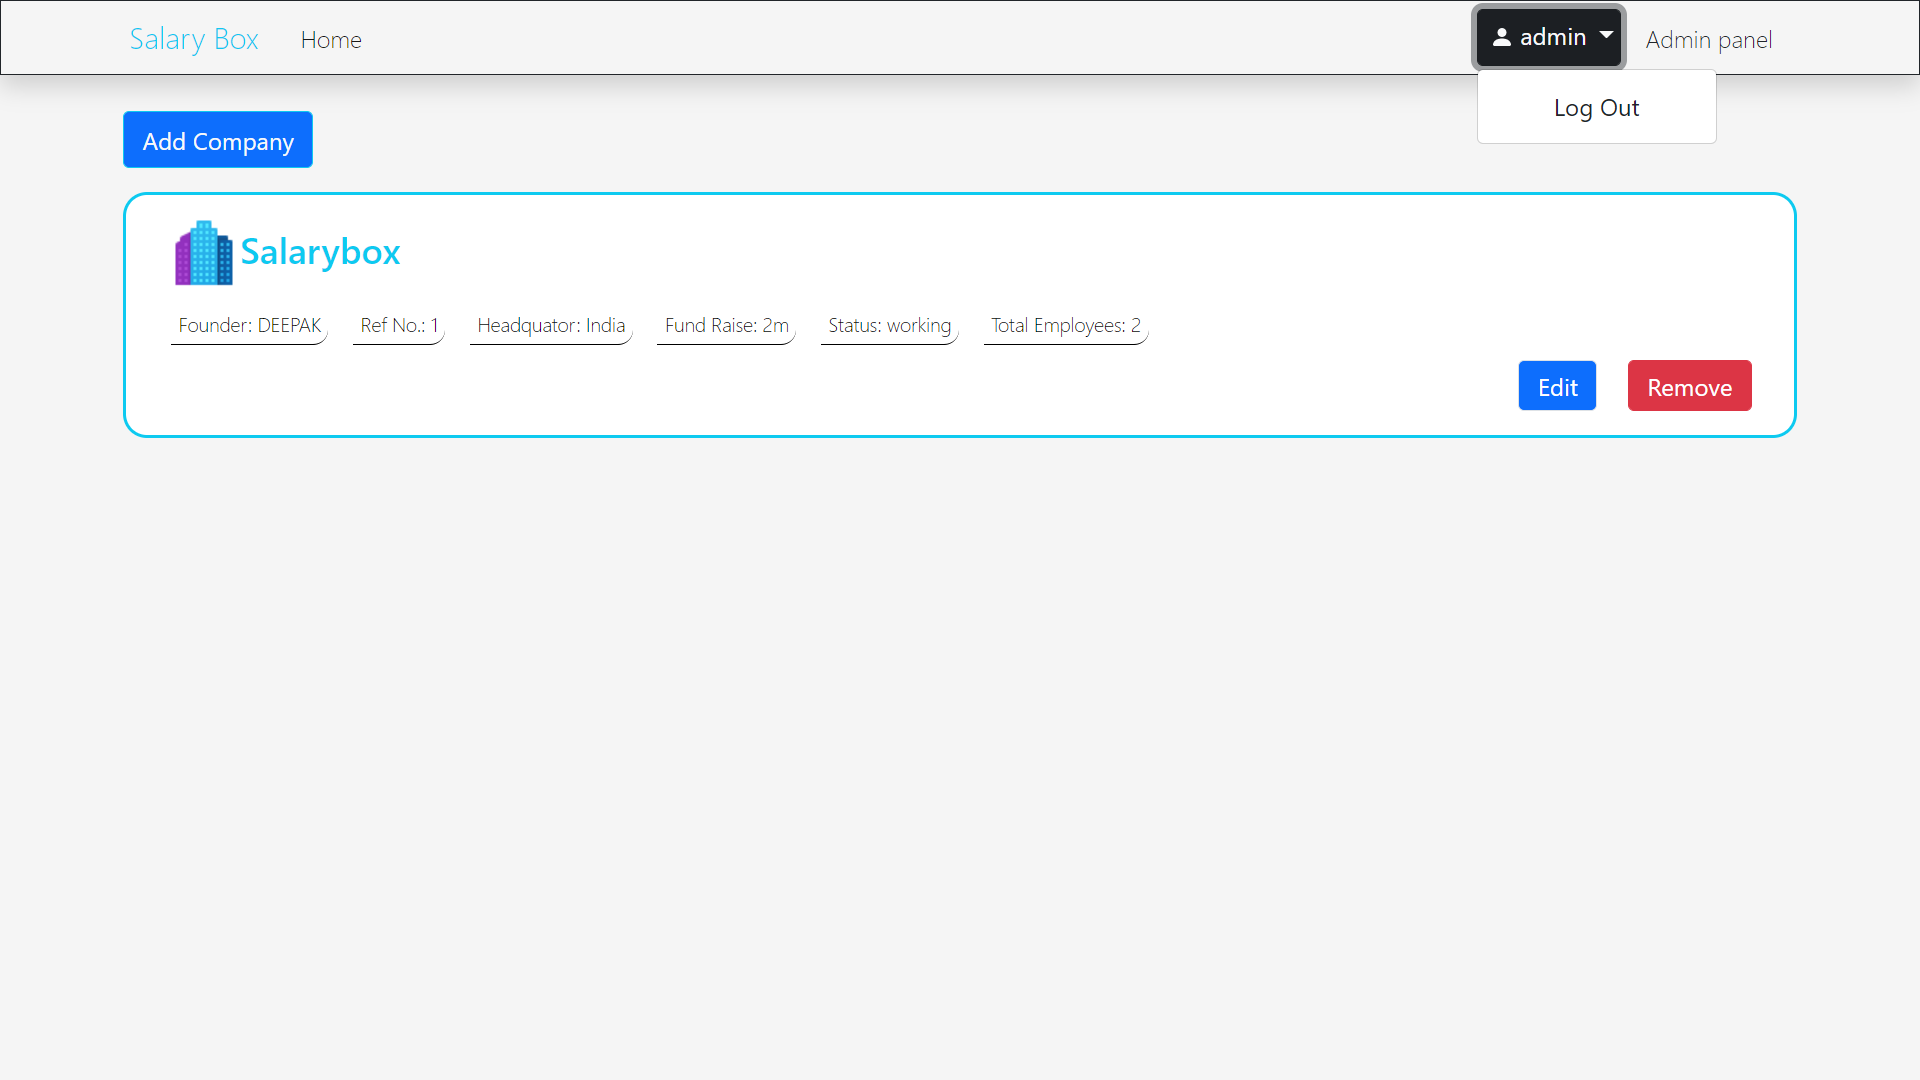 Salary Box Home admin Admin panel
Log Out
Add Company
Salarybox
Founder: DEEPAK Ref No.: 1 Headquator: India Fund Raise: 2m Status: working Total Employees: 2
Edit Remove